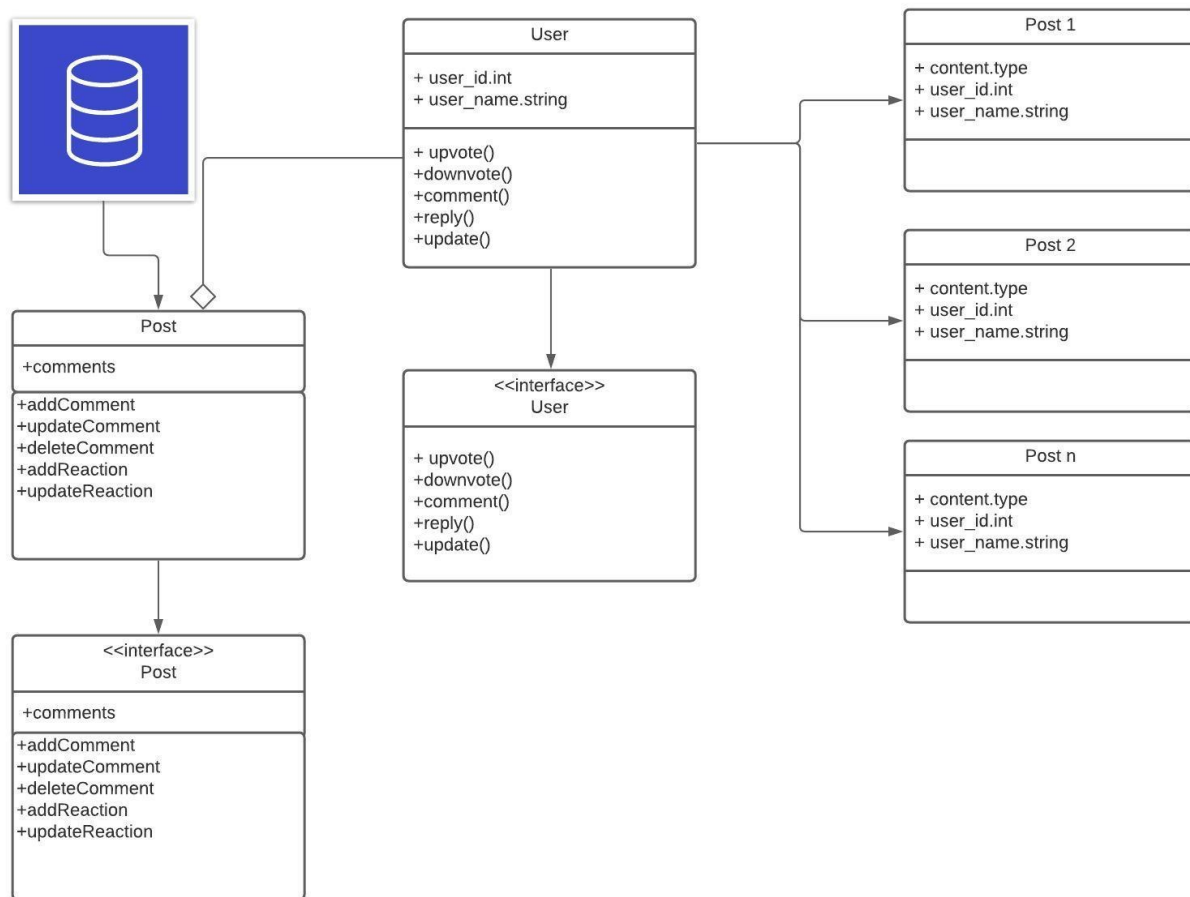 User
+ user_id.int
+ user_name.string
+ upvote()
+downvote()
+comment()
+reply()
+update()
Post 1
+ content.type
+ user_id.int
+ user_name.string
Post 2
+ content.type
+ user_id.int
+ user_name.string
Post
+comments
+addComment
+updateComment
+deleteComment
+addReaction
+updateReaction
<<interface>>
User
+ upvote()
+downvote()
+comment()
+reply()
+update()
Post n
+ content.type
+ user_id.int
+ user_name.string
<<interface>>
Post
+comments
+addComment
+updateComment
+deleteComment
+addReaction
+updateReaction